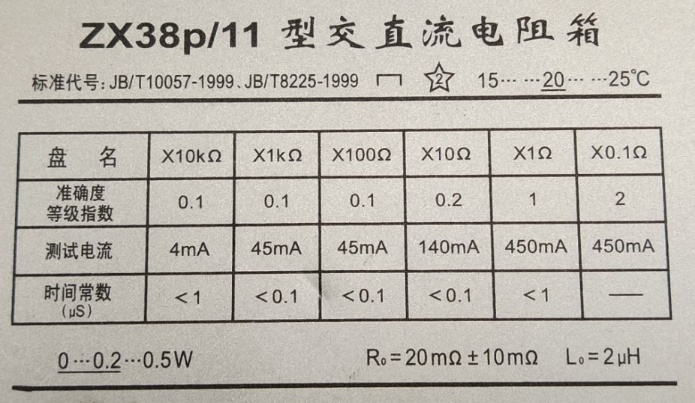 ZX38p/11 型交直流电阻箱
标准代号: JB/T10057-1999、JB/T8225-1999 2 15… …20… …25℃
盘 名 X10kΩ X1kΩ X100Ω X10Ω X1Ω X0.1Ω
准确度等级指数 0.1 0.1 0.1 0.2 1 2
测试电流 4mA 45mA 45mA 140mA 450mA 450mA
时间常数(μS) <1 <0.1 <0.1 <0.1 <1 —
0…0.2…0.5W R₀=20mΩ±10mΩ L₀=2μH